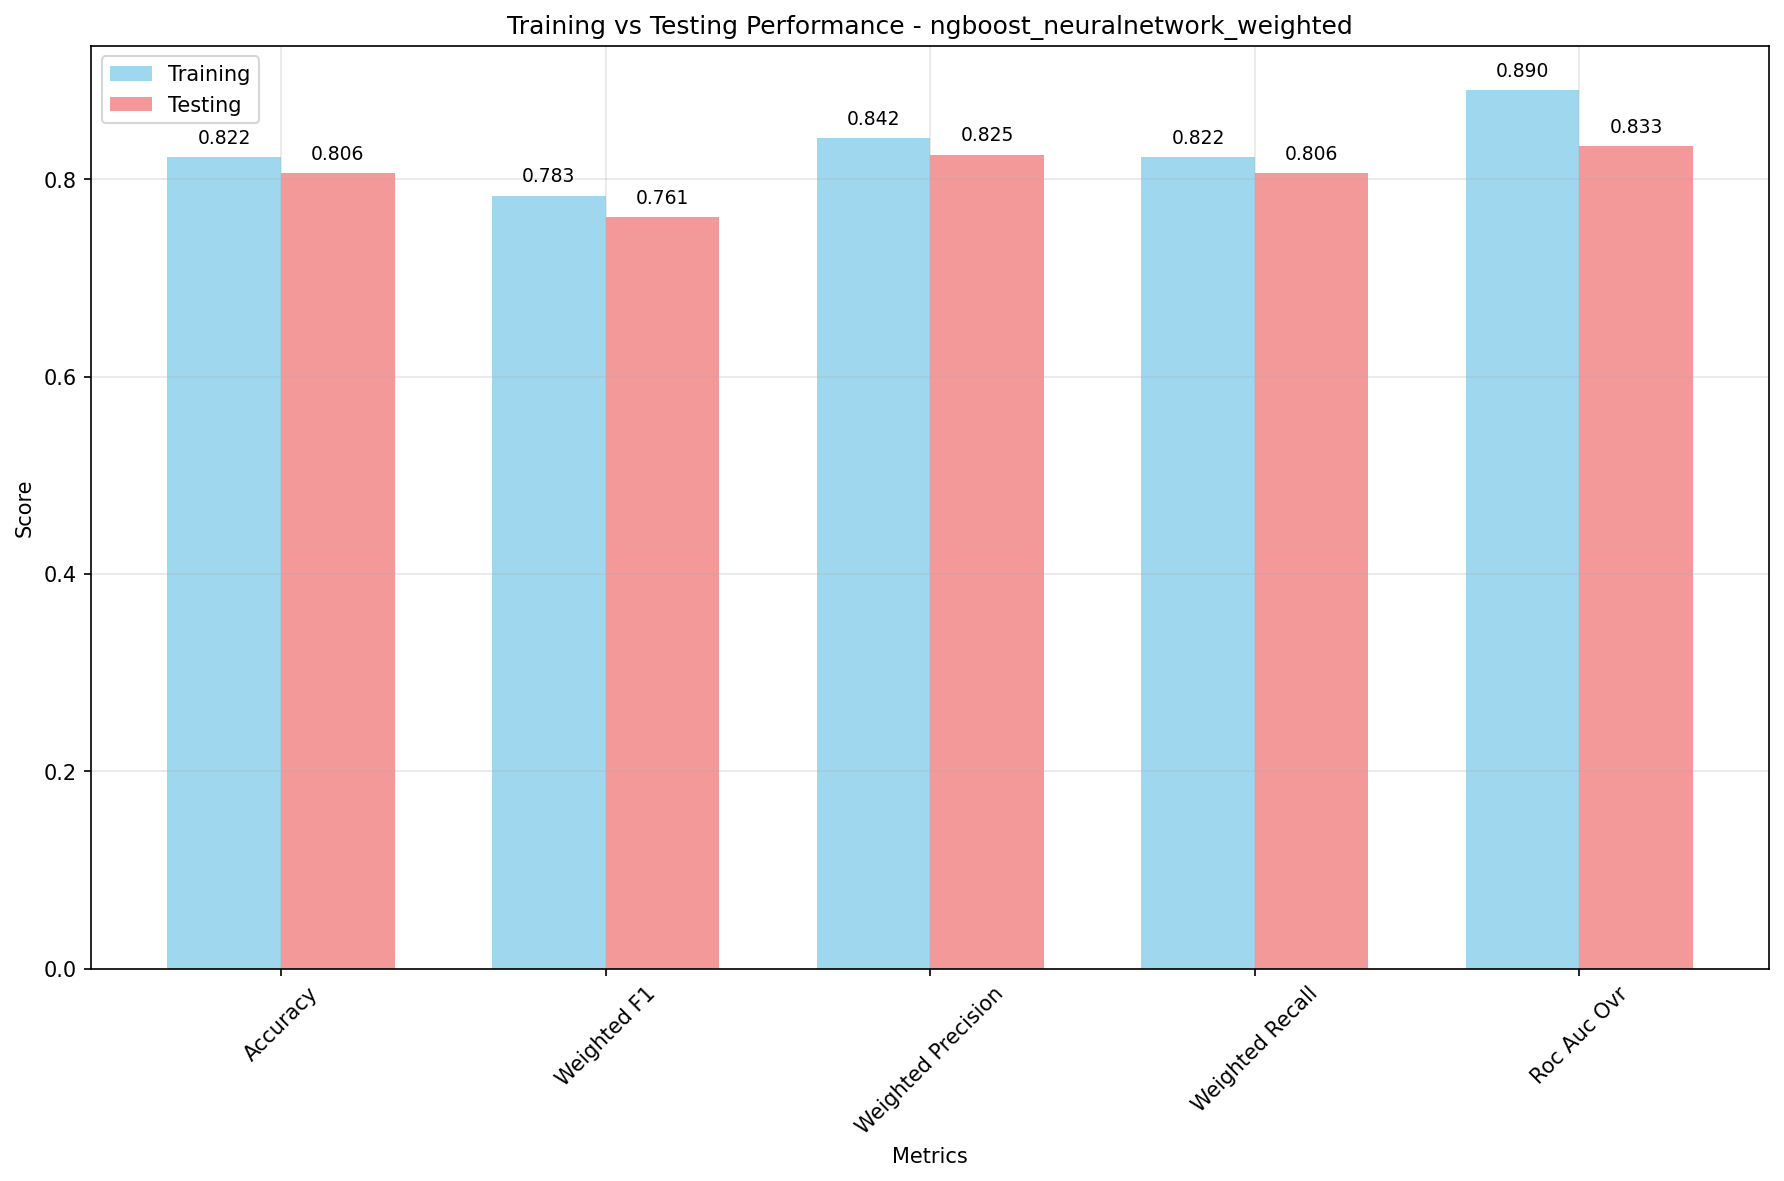 Training vs Testing Performance - ngboost_neuralnetwork_weighted
Training
Testing
0.822
0.806
0.783
0.761
0.842
0.825
0.822
0.806
0.890
0.833
Score
0.8
0.6
0.4
0.2
0.0
Accuracy
Weighted F1
Weighted Precision
Weighted Recall
Roc Auc Ovr
Metrics